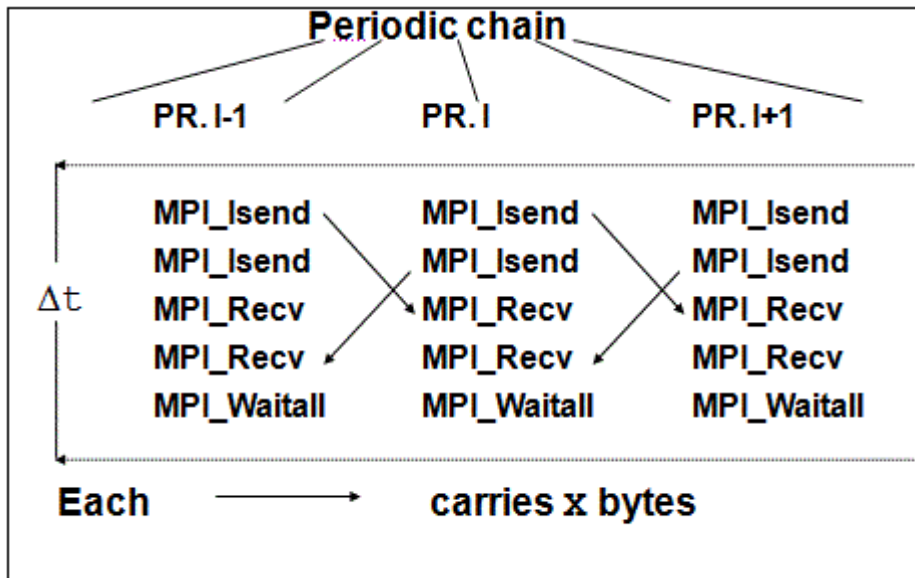 Periodic chain
PR. I-1 PR. I PR. I+1
MPI_Isend MPI_Isend MPI_Isend
MPI_Isend MPI_Isend MPI_Isend
Δt MPI_Recv MPI_Recv MPI_Recv
MPI_Recv MPI_Recv MPI_Recv
MPI_Waitall MPI_Waitall MPI_Waitall
Each carries x bytes